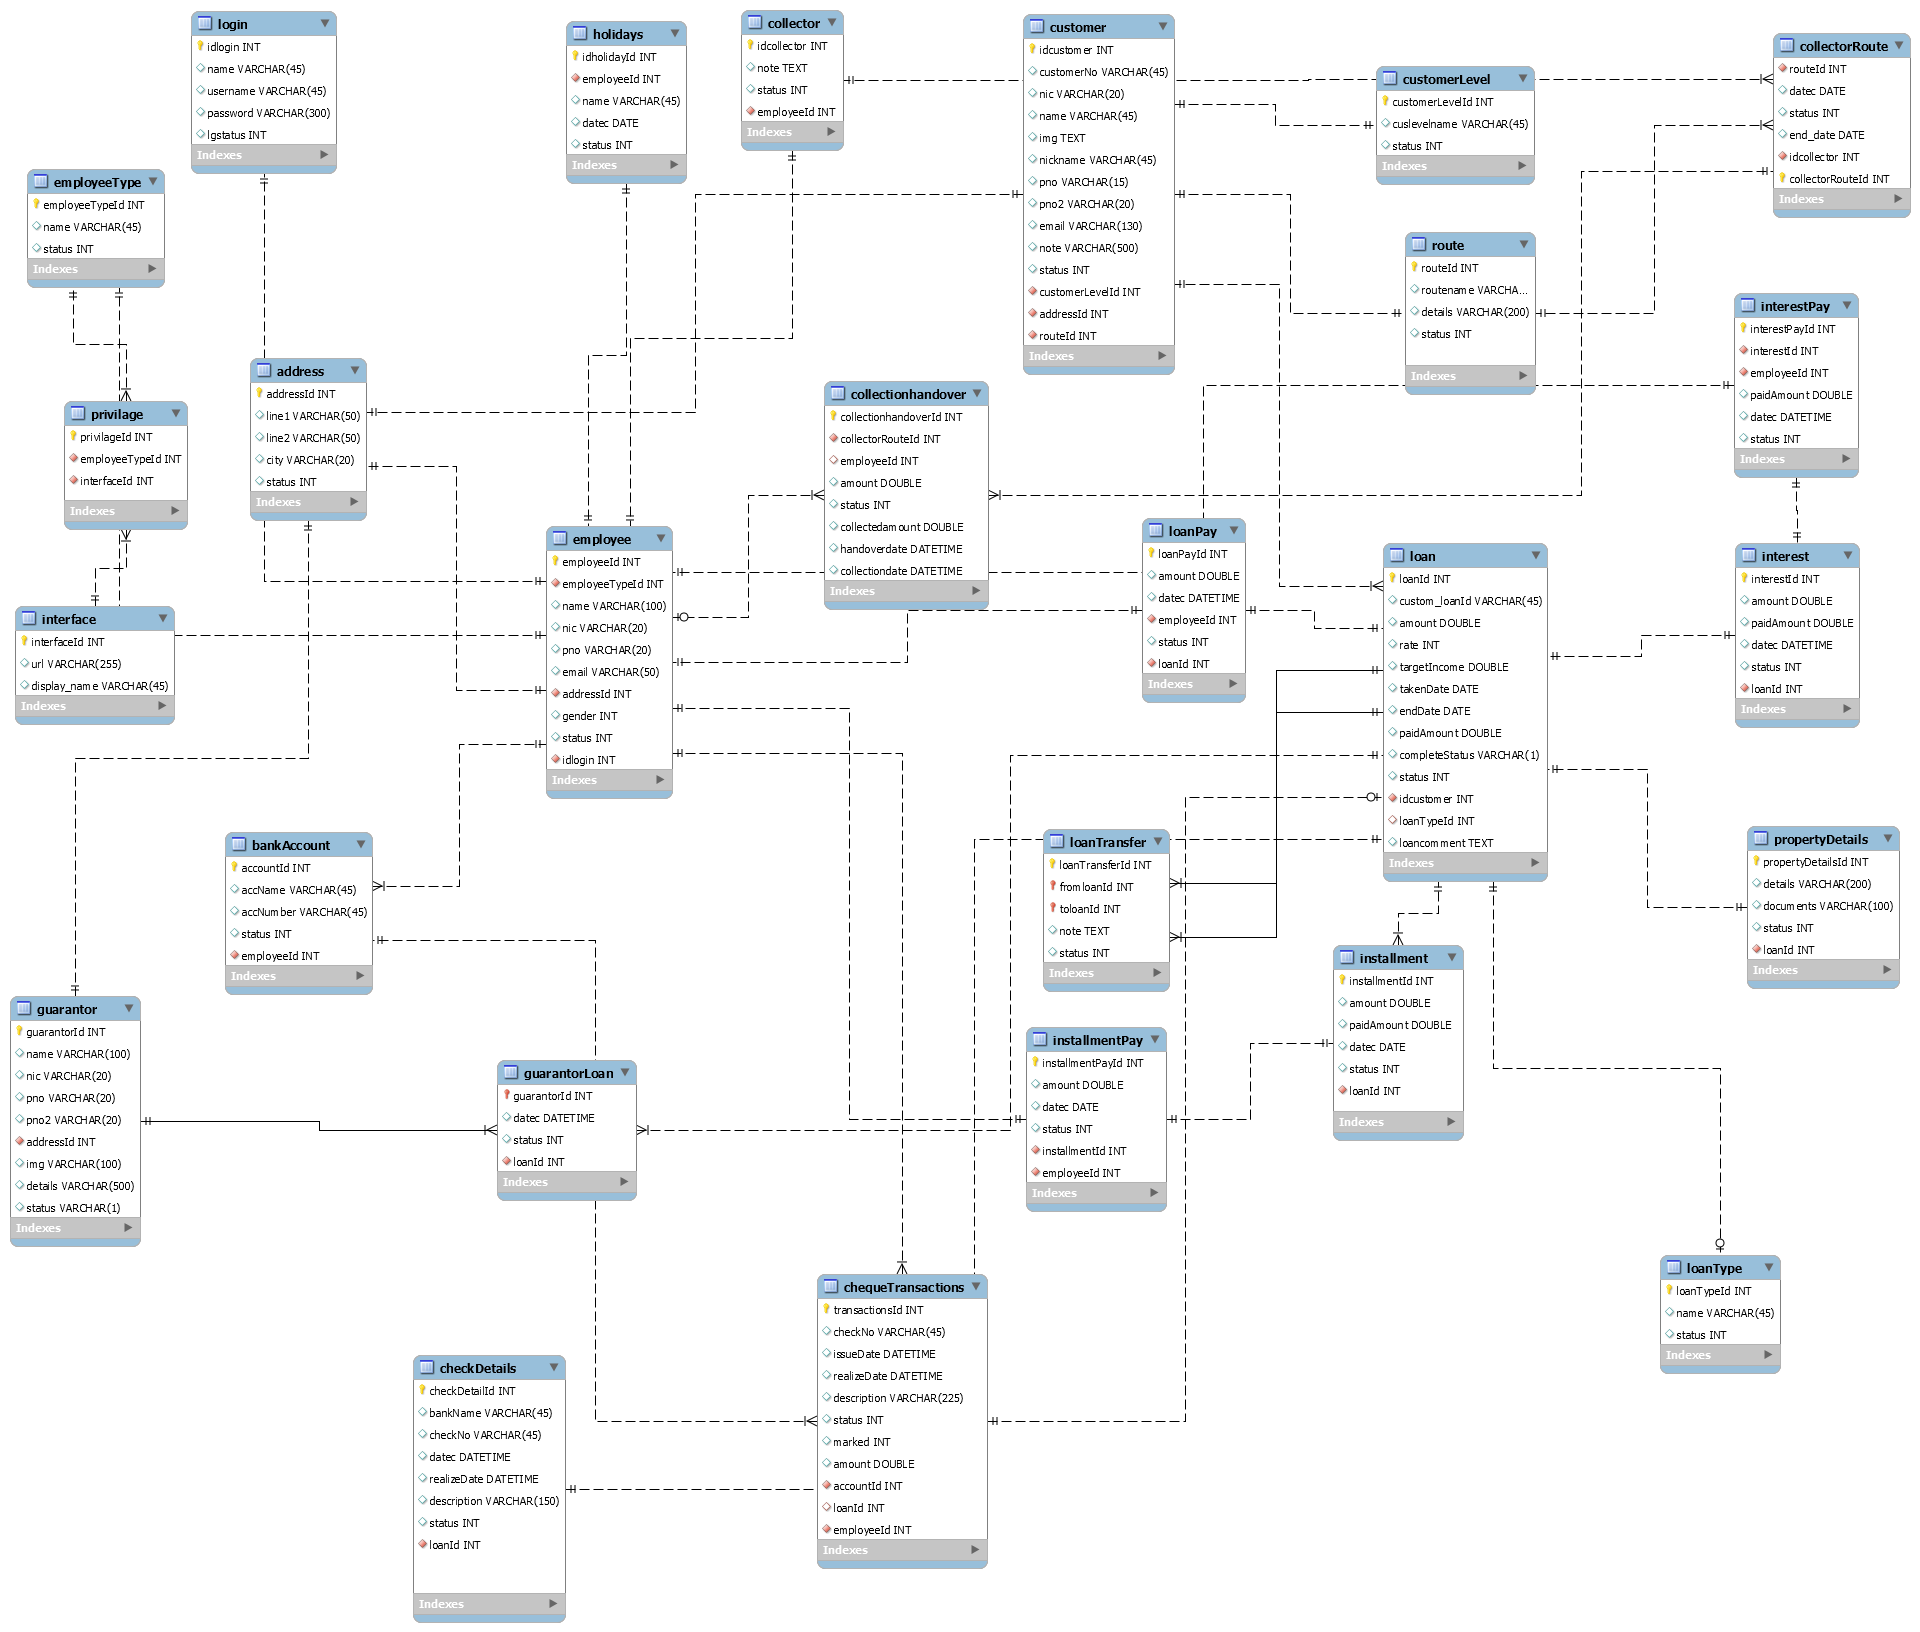 login
idlogin INT
name VARCHAR(45)
username VARCHAR(45)
password VARCHAR(300)
lgstatus INT
Indexes
holidays
idholidayId INT
employeeId INT
name VARCHAR(45)
datec DATE
status INT
Indexes
collector
idcollector INT
note TEXT
status INT
employeeId INT
Indexes
customer
idcustomer INT
customerNo VARCHAR(45)
nic VARCHAR(20)
name VARCHAR(45)
img TEXT
nickname VARCHAR(45)
pno VARCHAR(15)
pno2 VARCHAR(20)
email VARCHAR(130)
note VARCHAR(500)
status INT
customerLevelId INT
addressId INT
routeId INT
Indexes
customerLevel
customerLevelId INT
cuslevelname VARCHAR(45)
status INT
Indexes
collectorRoute
routeId INT
datec DATE
status INT
end_date DATE
idcollector INT
collectorRouteId INT
Indexes
employeeType
employeeTypeId INT
name VARCHAR(45)
status INT
Indexes
route
routeId INT
routename VARCHA...
details VARCHAR(200)
status INT
Indexes
interestPay
interestPayId INT
interestId INT
employeeId INT
paidAmount DOUBLE
datec DATETIME
status INT
Indexes
address
addressId INT
line1 VARCHAR(50)
line2 VARCHAR(50)
city VARCHAR(20)
status INT
Indexes
privilage
privilageId INT
employeeTypeId INT
interfaceId INT
Indexes
collectionhandover
collectionhandoverId INT
collectorRouteId INT
employeeId INT
amount DOUBLE
status INT
collectedamount DOUBLE
handoverdate DATETIME
collectiondate DATETIME
Indexes
employee
employeeId INT
employeeTypeId INT
name VARCHAR(100)
nic VARCHAR(20)
pno VARCHAR(20)
email VARCHAR(50)
addressId INT
gender INT
status INT
idlogin INT
Indexes
loanPay
loanPayId INT
amount DOUBLE
datec DATETIME
employeeId INT
status INT
loanId INT
Indexes
loan
loanId INT
custom_loanId VARCHAR(45)
amount DOUBLE
rate INT
targetIncome DOUBLE
takenDate DATE
endDate DATE
paidAmount DOUBLE
completeStatus VARCHAR(1)
status INT
idcustomer INT
loanTypeId INT
loancomment TEXT
Indexes
interest
interestId INT
amount DOUBLE
paidAmount DOUBLE
datec DATETIME
status INT
loanId INT
Indexes
interface
interfaceId INT
url VARCHAR(255)
display_name VARCHAR(45)
Indexes
bankAccount
accountId INT
accName VARCHAR(45)
accNumber VARCHAR(45)
status INT
employeeId INT
Indexes
loanTransfer
loanTransferId INT
fromloanId INT
toloanId INT
note TEXT
status INT
Indexes
propertyDetails
propertyDetailsId INT
details VARCHAR(200)
documents VARCHAR(100)
status INT
loanId INT
Indexes
installment
installmentId INT
amount DOUBLE
paidAmount DOUBLE
datec DATE
status INT
loanId INT
Indexes
guarantor
guarantorId INT
name VARCHAR(100)
nic VARCHAR(20)
pno VARCHAR(20)
pno2 VARCHAR(20)
addressId INT
img VARCHAR(100)
details VARCHAR(500)
status VARCHAR(1)
Indexes
guarantorLoan
guarantorId INT
datec DATETIME
status INT
loanId INT
Indexes
installmentPay
installmentPayId INT
amount DOUBLE
datec DATE
status INT
installmentId INT
employeeId INT
Indexes
loanType
loanTypeId INT
name VARCHAR(45)
status INT
Indexes
chequeTransactions
transactionsId INT
checkNo VARCHAR(45)
issueDate DATETIME
realizeDate DATETIME
description VARCHAR(225)
status INT
marked INT
amount DOUBLE
accountId INT
loanId INT
employeeId INT
Indexes
checkDetails
checkDetailId INT
bankName VARCHAR(45)
checkNo VARCHAR(45)
datec DATETIME
realizeDate DATETIME
description VARCHAR(150)
status INT
loanId INT
Indexes